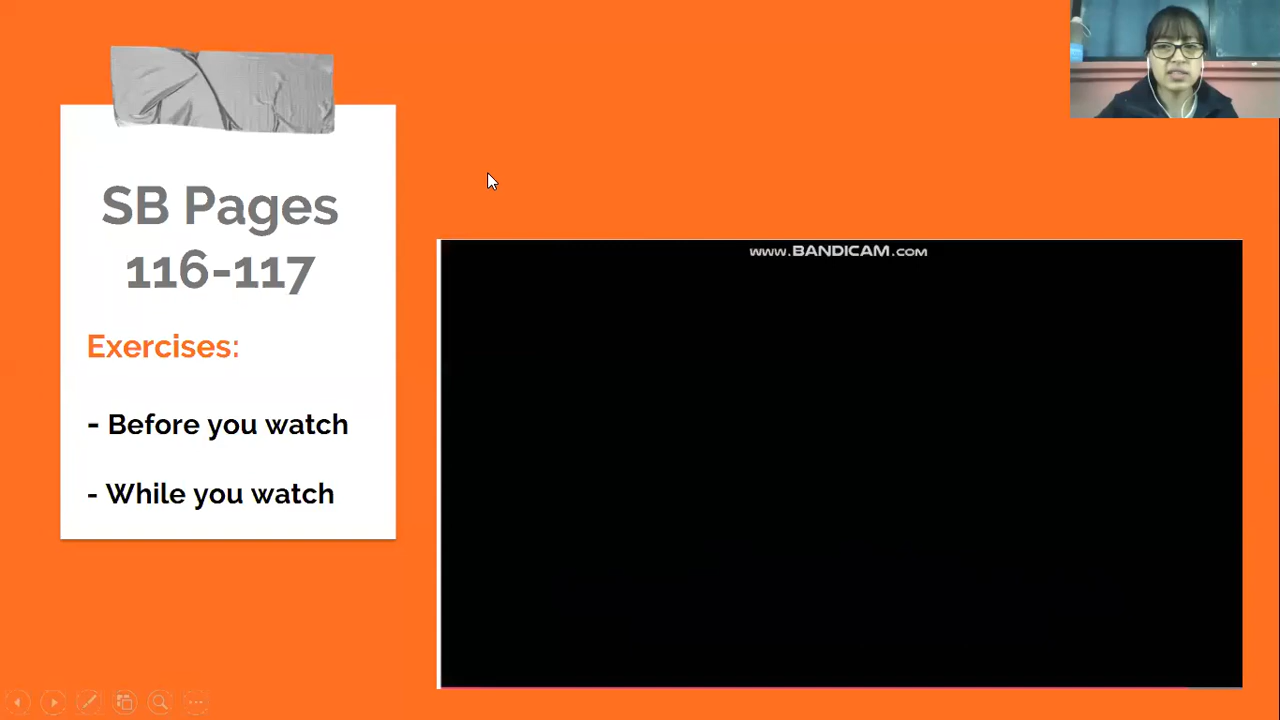 SB Pages
116-117
Exercises:
- Before you watch
- While you watch
www.BANDICAM.com